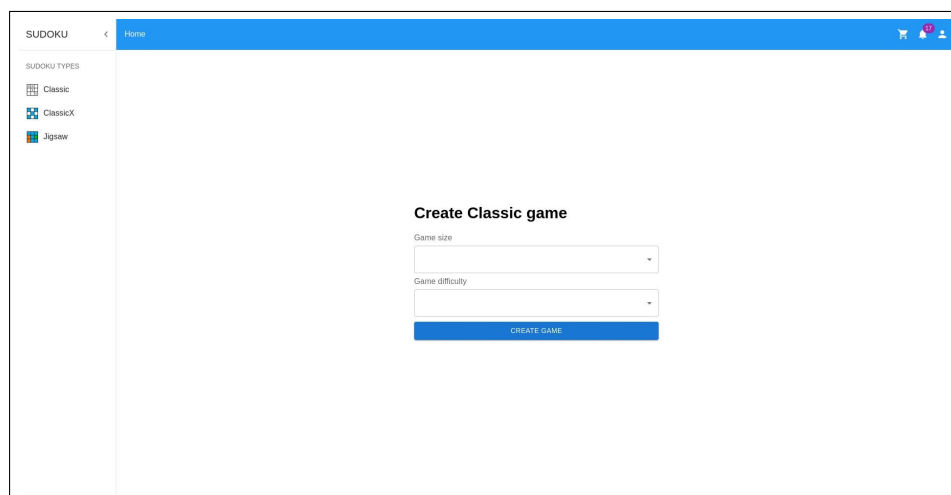 SUDOKU
Home
17
SUDOKU TYPES
Classic
ClassicX
Jigsaw
Create Classic game
Game size
Game difficulty
CREATE GAME